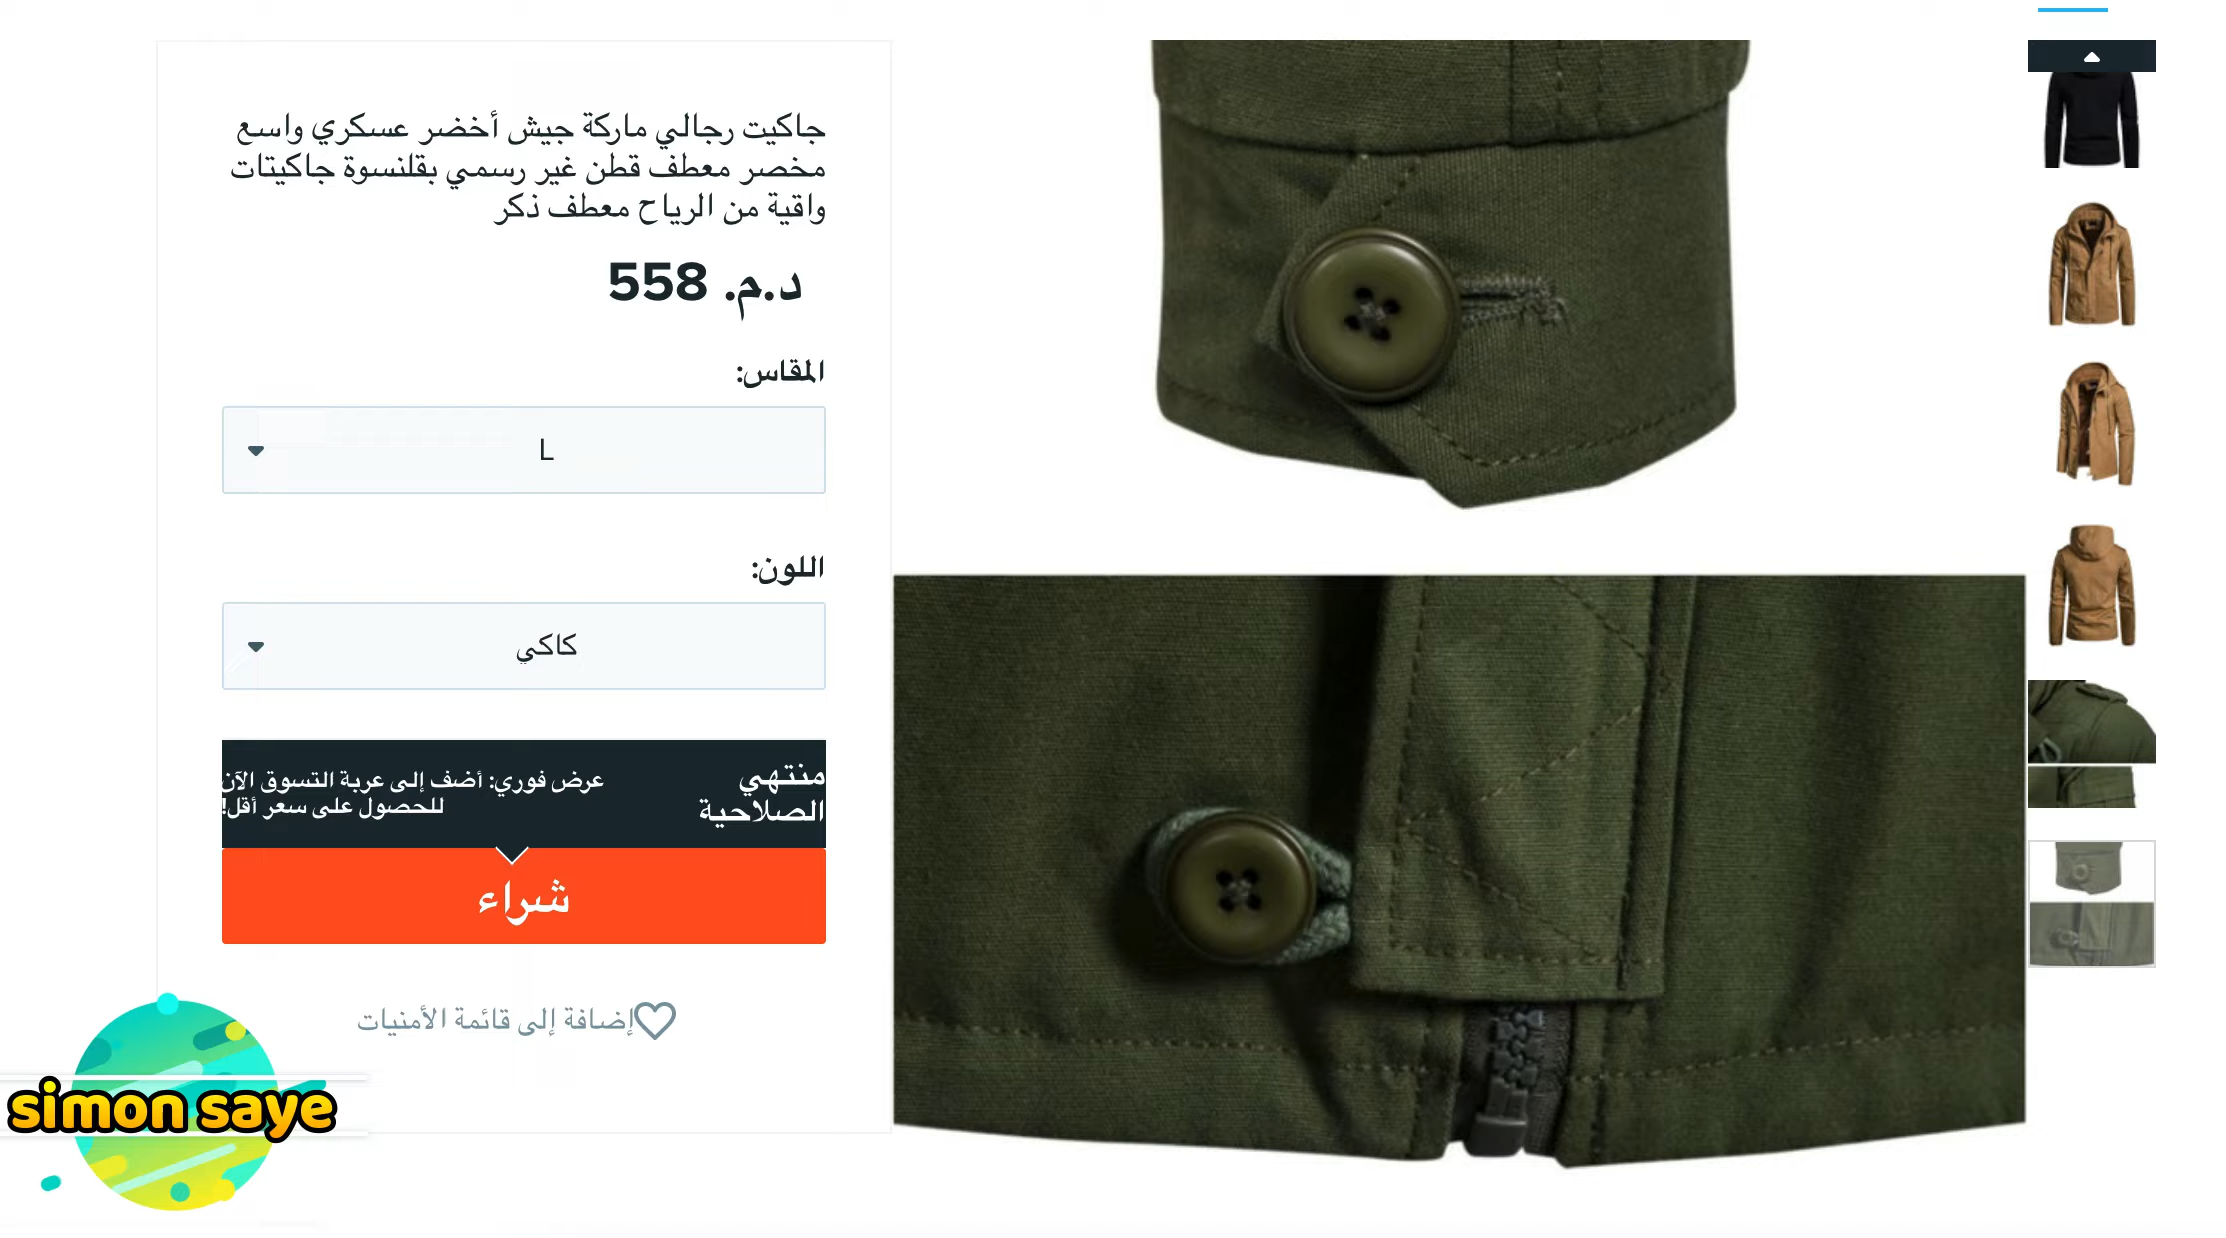 جاكيت رجالي ماركة جيش أخضر عسكري واسع
مخصر معطف قطن غير رسمي بقلنسوة جاكيتات
واقية من الرياح معطف ذكر
د.م. 558
المقاس:
L
اللون:
كاكي
منتهي
الصلاحية
عرض فوري: أضف إلى عربة التسوق الآن
للحصول على سعر أقل!
شراء
إضافة إلى قائمة الأمنيات
simon saye